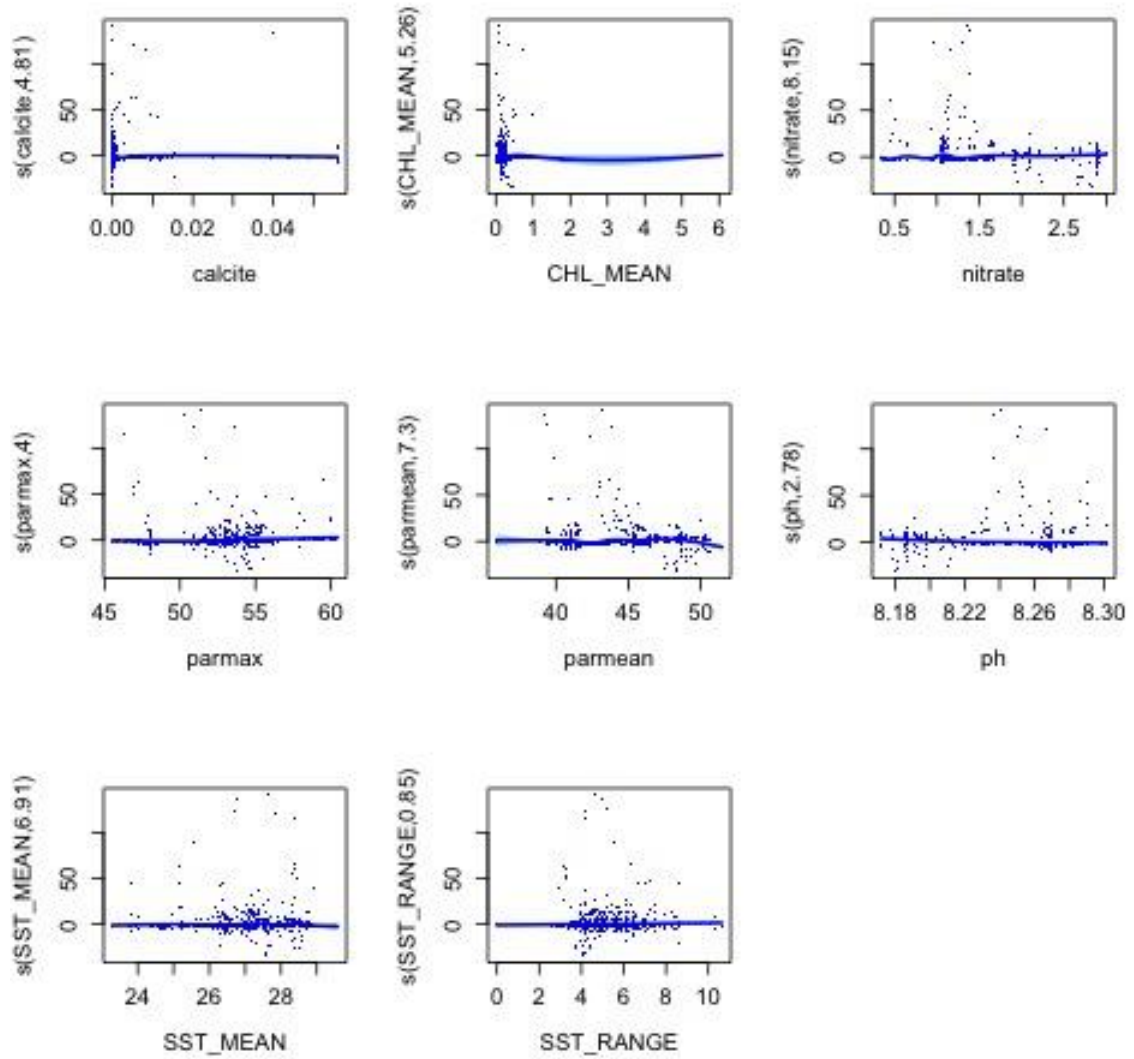 s(calcite,4.81)
50
0
0.00 0.02 0.04
calcite
s(CHL_MEAN,5.26)
50
0
0 1 2 3 4 5 6
CHL_MEAN
s(nitrate,8.15)
50
0
0.5 1.5 2.5
nitrate
s(parmax,4)
50
0
45 50 55 60
parmax
s(parmean,7.3)
50
0
40 45 50
parmean
s(ph,2.78)
50
0
8.18 8.22 8.26 8.30
ph
s(SST_MEAN,6.91)
50
0
24 26 28
SST_MEAN
s(SST_RANGE,0.85)
50
0
0 2 4 6 8 10
SST_RANGE